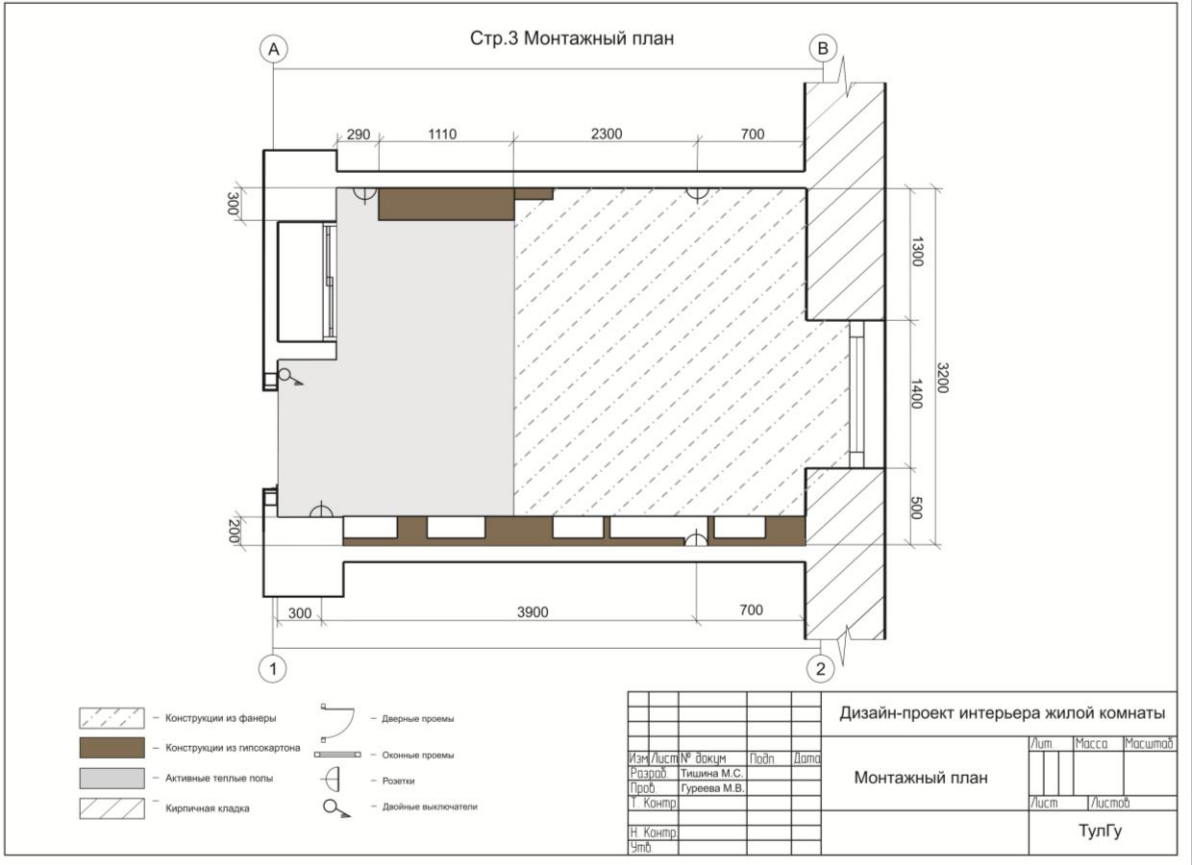 Стр.3 Монтажный план
А
В
290
1110
2300
700
300
1300
3200
1400
500
200
300
3900
700
1
2
– Конструкции из фанеры
– Конструкции из гипсокартона
– Активные теплые полы
– Кирпичная кладка
– Дверные проемы
– Оконные проемы
– Розетки
– Двойные выключатели
Дизайн-проект интерьера жилой комнаты
Изм Лист № докум Подп Дата
Разраб. Тишина М.С.
Пров Гуреева М.В.
Т. Контр.
Н. Контр.
Утв.
Монтажный план
Лит Масса Масштаб
Лист Листов
ТулГу